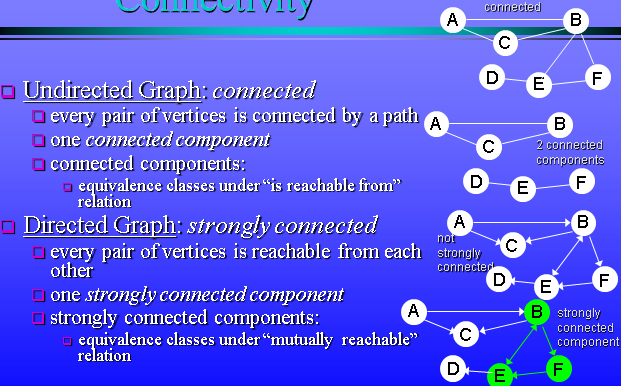 Connectivity
Undirected Graph: connected
every pair of vertices is connected by a path
one connected component
connected components:
equivalence classes under “is reachable from”
relation
Directed Graph: strongly connected
every pair of vertices is reachable from each
other
one strongly connected component
strongly connected components:
equivalence classes under “mutually reachable”
relation
connected
A B
C
D E F
A B
C
2 connected
components
D E F
A B
not
strongly
connected
C
D E F
A B
strongly
connected
component
C
D E F